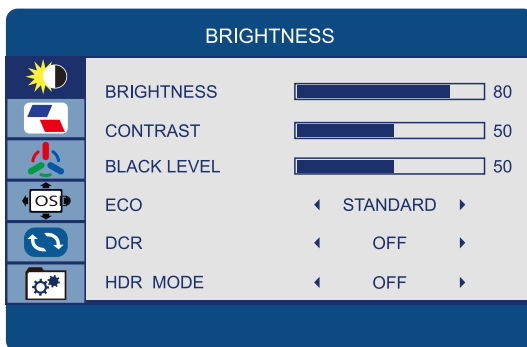 BRIGHTNESS
BRIGHTNESS 80
CONTRAST 50
BLACK LEVEL 50
ECO STANDARD
OSD
DCR OFF
HDR MODE OFF